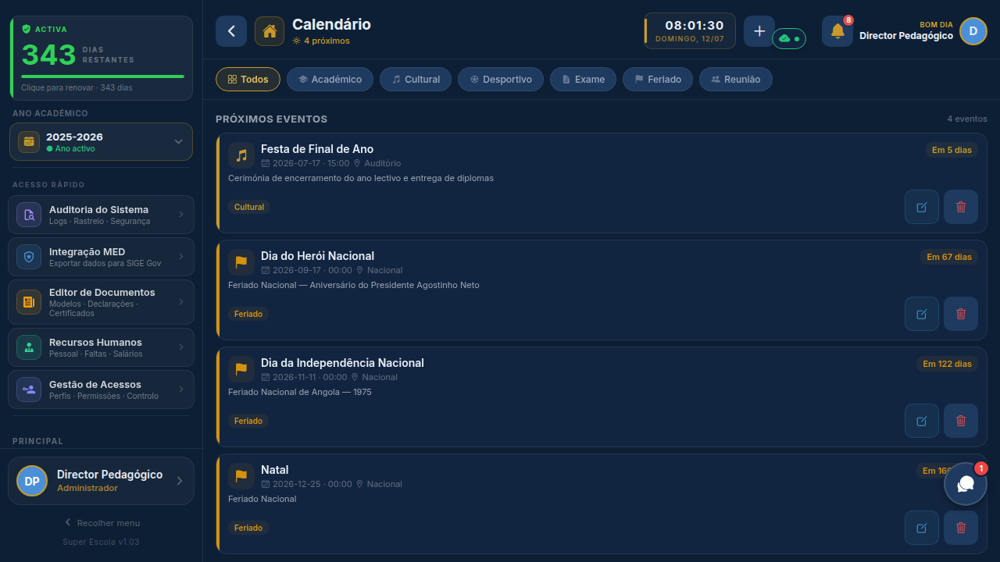 ACTIVA
343 DIAS RESTANTES
Clique para renovar · 343 dias
ANO ACADÉMICO
2025-2026
Ano activo
ACESSO RÁPIDO
Auditoria do Sistema
Logs · Rastreio · Segurança
Integração MED
Exportar dados para SIGE Gov
Editor de Documentos
Modelos · Declarações ·
Certificados
Recursos Humanos
Pessoal · Faltas · Salários
Gestão de Acessos
Perfis · Permissões · Controlo
PRINCIPAL
DP
Director Pedagógico
Administrador
Recolher menu
Super Escola v1.03
Calendário
4 próximos
08:01:30
DOMINGO, 12/07
8
BOM DIA
Director Pedagógico
D
Todos
Académico
Cultural
Desportivo
Exame
Feriado
Reunião
PRÓXIMOS EVENTOS
4 eventos
Festa de Final de Ano
Em 5 dias
2026-07-17 · 15:00 Auditório
Cerimónia de encerramento do ano lectivo e entrega de diplomas
Cultural
Dia do Herói Nacional
Em 67 dias
2026-09-17 · 00:00 Nacional
Feriado Nacional — Aniversário do Presidente Agostinho Neto
Feriado
Dia da Independência Nacional
Em 122 dias
2026-11-11 · 00:00 Nacional
Feriado Nacional de Angola — 1975
Feriado
Natal
Em
1
2026-12-25 · 00:00 Nacional
Feriado Nacional
Feriado